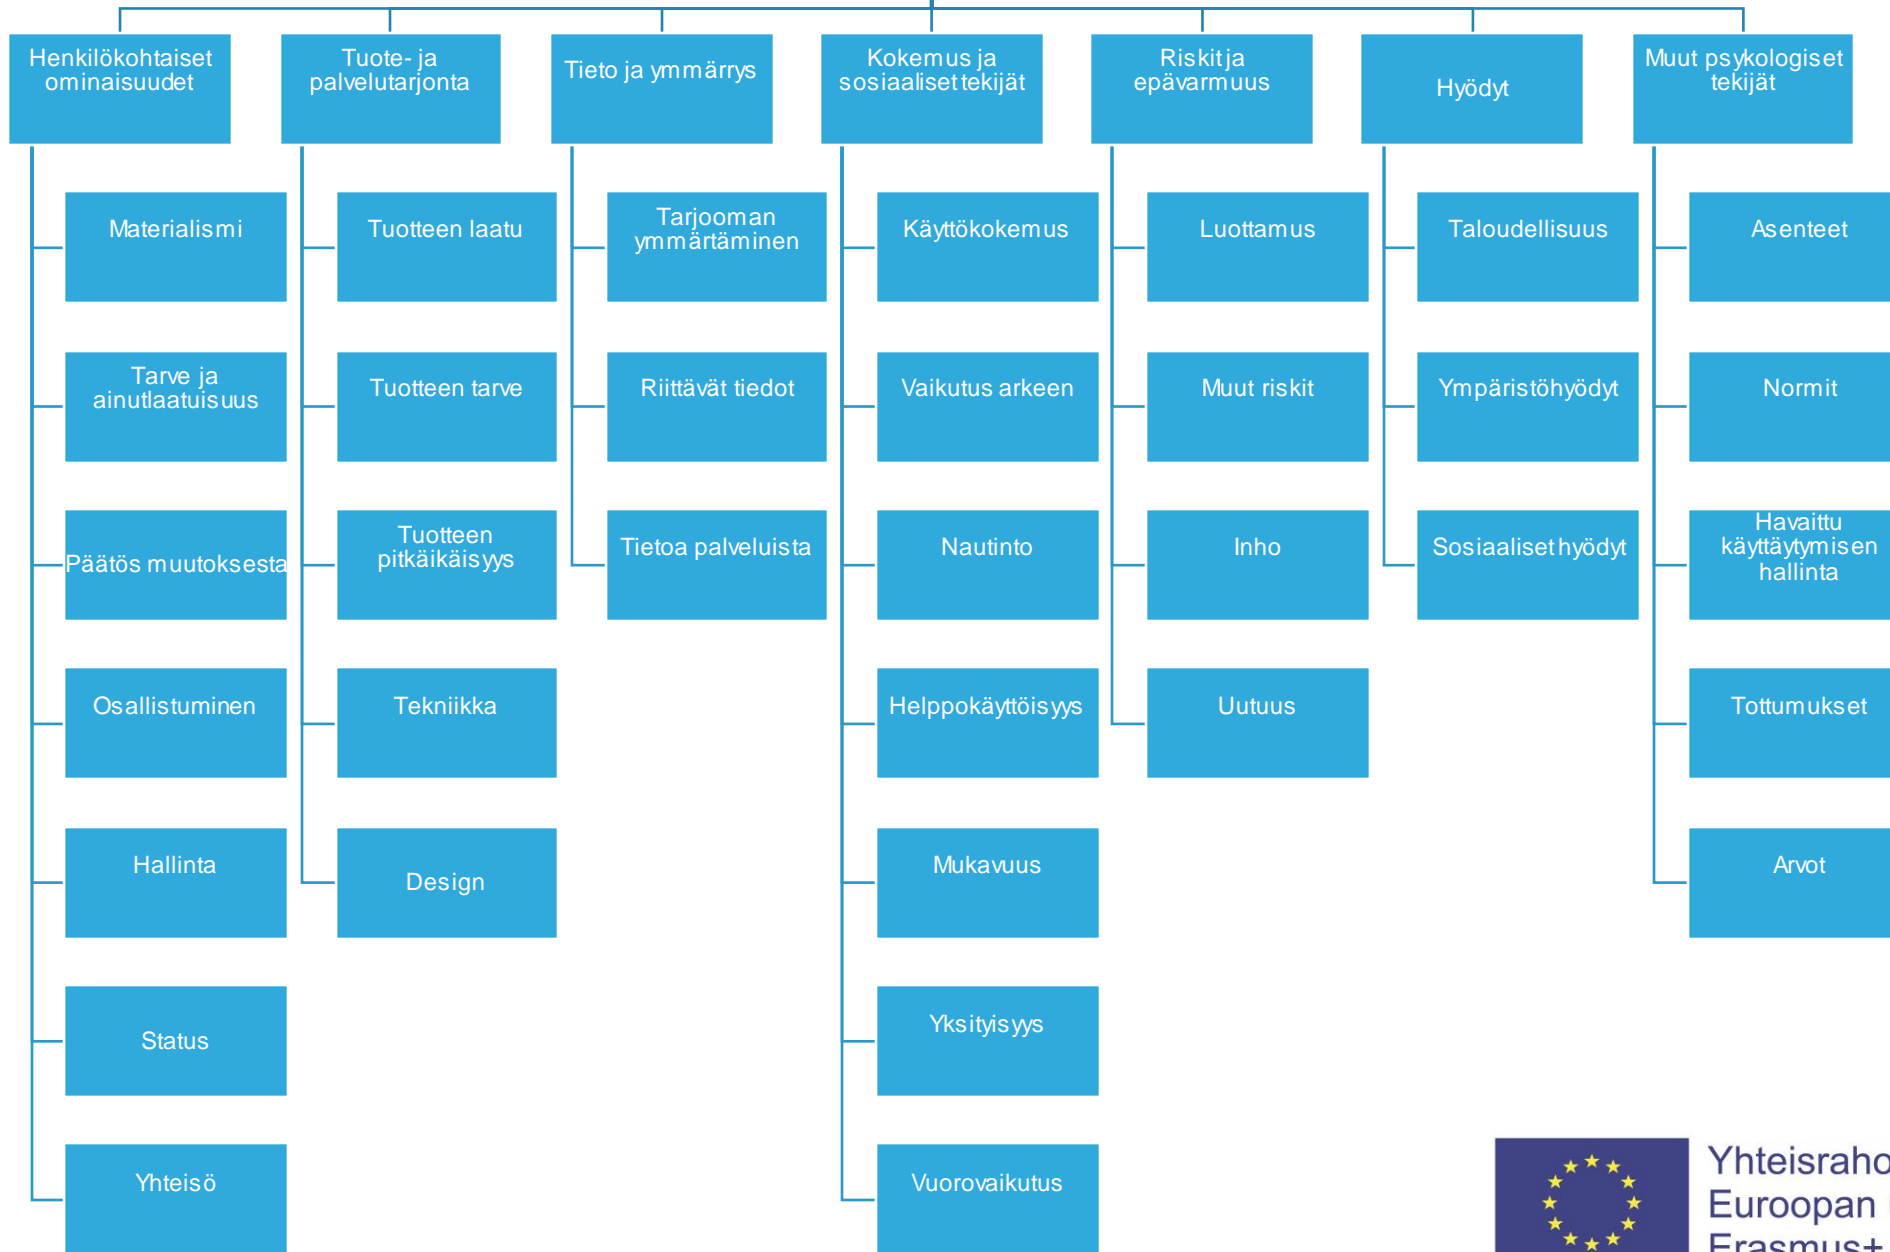 Henkilökohtaiset
ominaisuudet
Materialismi
Tarve ja
ainutlaatuisuus
Päätös muutoksesta
Osallistuminen
Hallinta
Status
Yhteisö
Tuote- ja
palvelutarjonta
Tuotteen laatu
Tuotteen tarve
Tuotteen
pitkäikäisyys
Tekniikka
Design
Tieto ja ymmärrys
Tarjooman
ymmärtäminen
Riittävät tiedot
Tietoa palveluista
Kokemus ja
sosiaaliset tekijät
Käyttökokemus
Vaikutus arkeen
Nautinto
Helppokäyttöisyys
Mukavuus
Yksityisyys
Vuorovaikutus
Riskit ja
epävarmuus
Luottamus
Muut riskit
Inho
Uutuus
Hyödyt
Taloudellisuus
Ympäristöhyödyt
Sosiaaliset hyödyt
Muut psykologiset
tekijät
Asenteet
Normit
Havaittu
käyttäytymisen
hallinta
Tottumukset
Arvot
Euroopan
Erasmus+